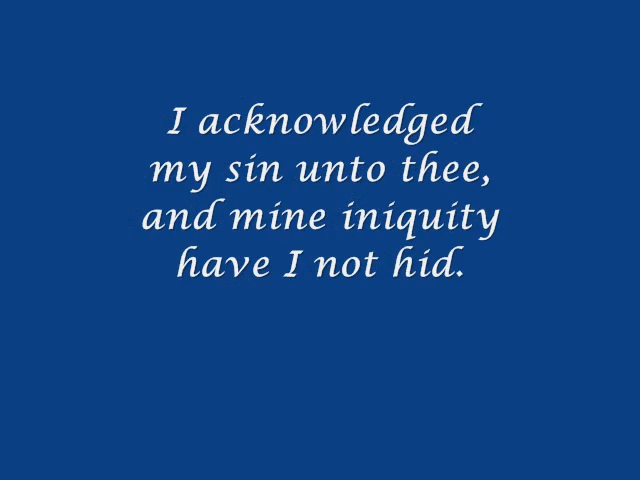 I acknowledged
my sin unto thee,
and mine iniquity
have I not hid.